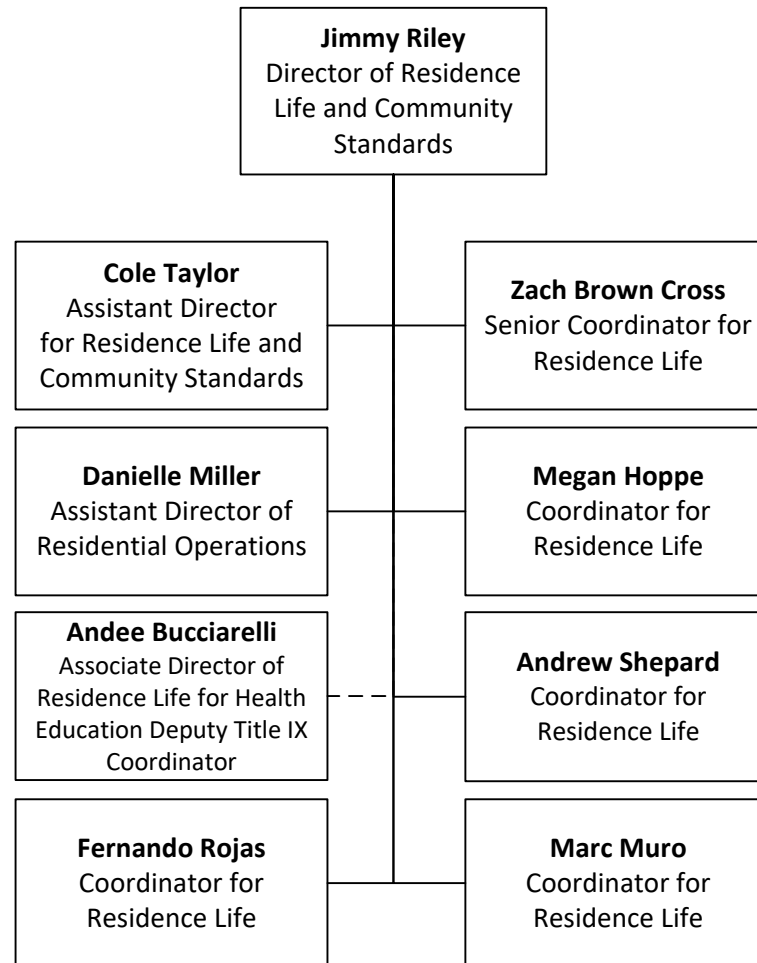 Jimmy Riley
Director of Residence
Life and Community
Standards
Cole Taylor
Assistant Director
for Residence Life and
Community Standards
Zach Brown Cross
Senior Coordinator for
Residence Life
Danielle Miller
Assistant Director of
Residential Operations
Megan Hoppe
Coordinator for
Residence Life
Andee Bucciarelli
Associate Director of
Residence Life for Health
Education Deputy Title IX
Coordinator
Andrew Shepard
Coordinator for
Residence Life
Fernando Rojas
Coordinator for
Residence Life
Marc Muro
Coordinator for
Residence Life